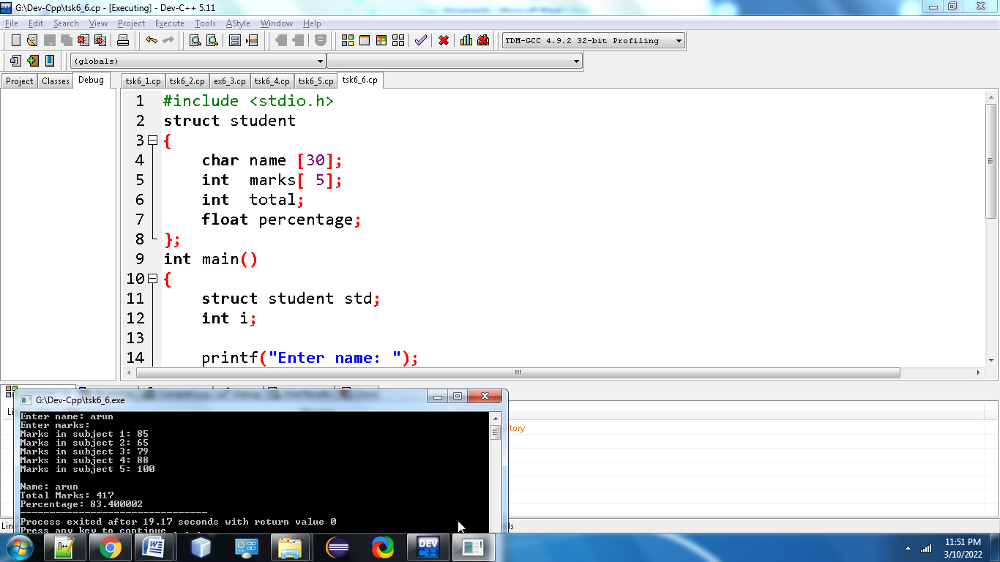 G:\Dev-Cpp\tsk6_6.cp - [Executing] - Dev-C++ 5.11
File Edit Search View Project Execute Tools AStyle Window Help
TDM-GCC 4.9.2 32-bit Profiling
(globals)
Project Classes Debug
tsk6_1.cp tsk6_2.cp ex6_3.cp tsk6_4.cp tsk6_5.cp tsk6_6.cp
1 #include <stdio.h>
2 struct student
3 {
4 char name [30];
5 int  marks[ 5];
6 int  total;
7 float percentage;
8 };
9 int main()
10 {
11 struct student std;
12 int i;
13
14 printf("Enter name: ");
G:\Dev-Cpp\tsk6_6.exe
Enter name: arun
Enter marks:
Marks in subject 1: 85
Marks in subject 2: 65
Marks in subject 3: 79
Marks in subject 4: 88
Marks in subject 5: 100
Name: arun
Total Marks: 417
Percentage: 83.400002
--------------------------------
Process exited after 19.17 seconds with return value 0
Press any key to continue . . .
11:51 PM
3/10/2022